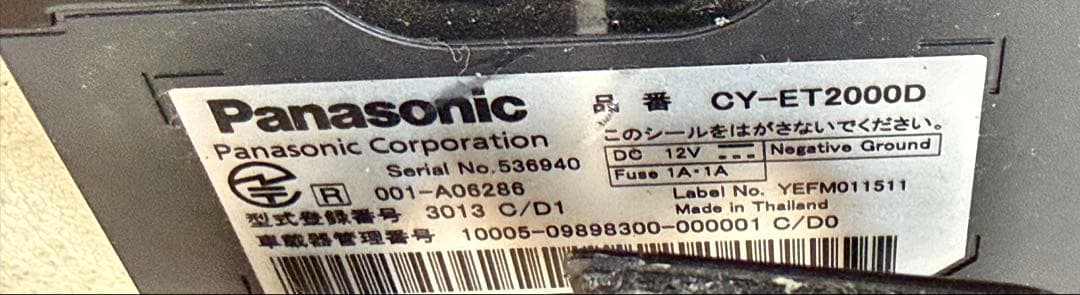 Panasonic
品番 CY-ET2000D
Panasonic Corporation
このシールをはがさないでください。
Serial No.536940
DC 12V Negative Ground
Fuse 1A・1A
R 001-A06286
Label No. YEFM011511
型式登録番号 3013 C/D1
Made in Thailand
車載器管理番号 10005-09898300-000001 C/D0